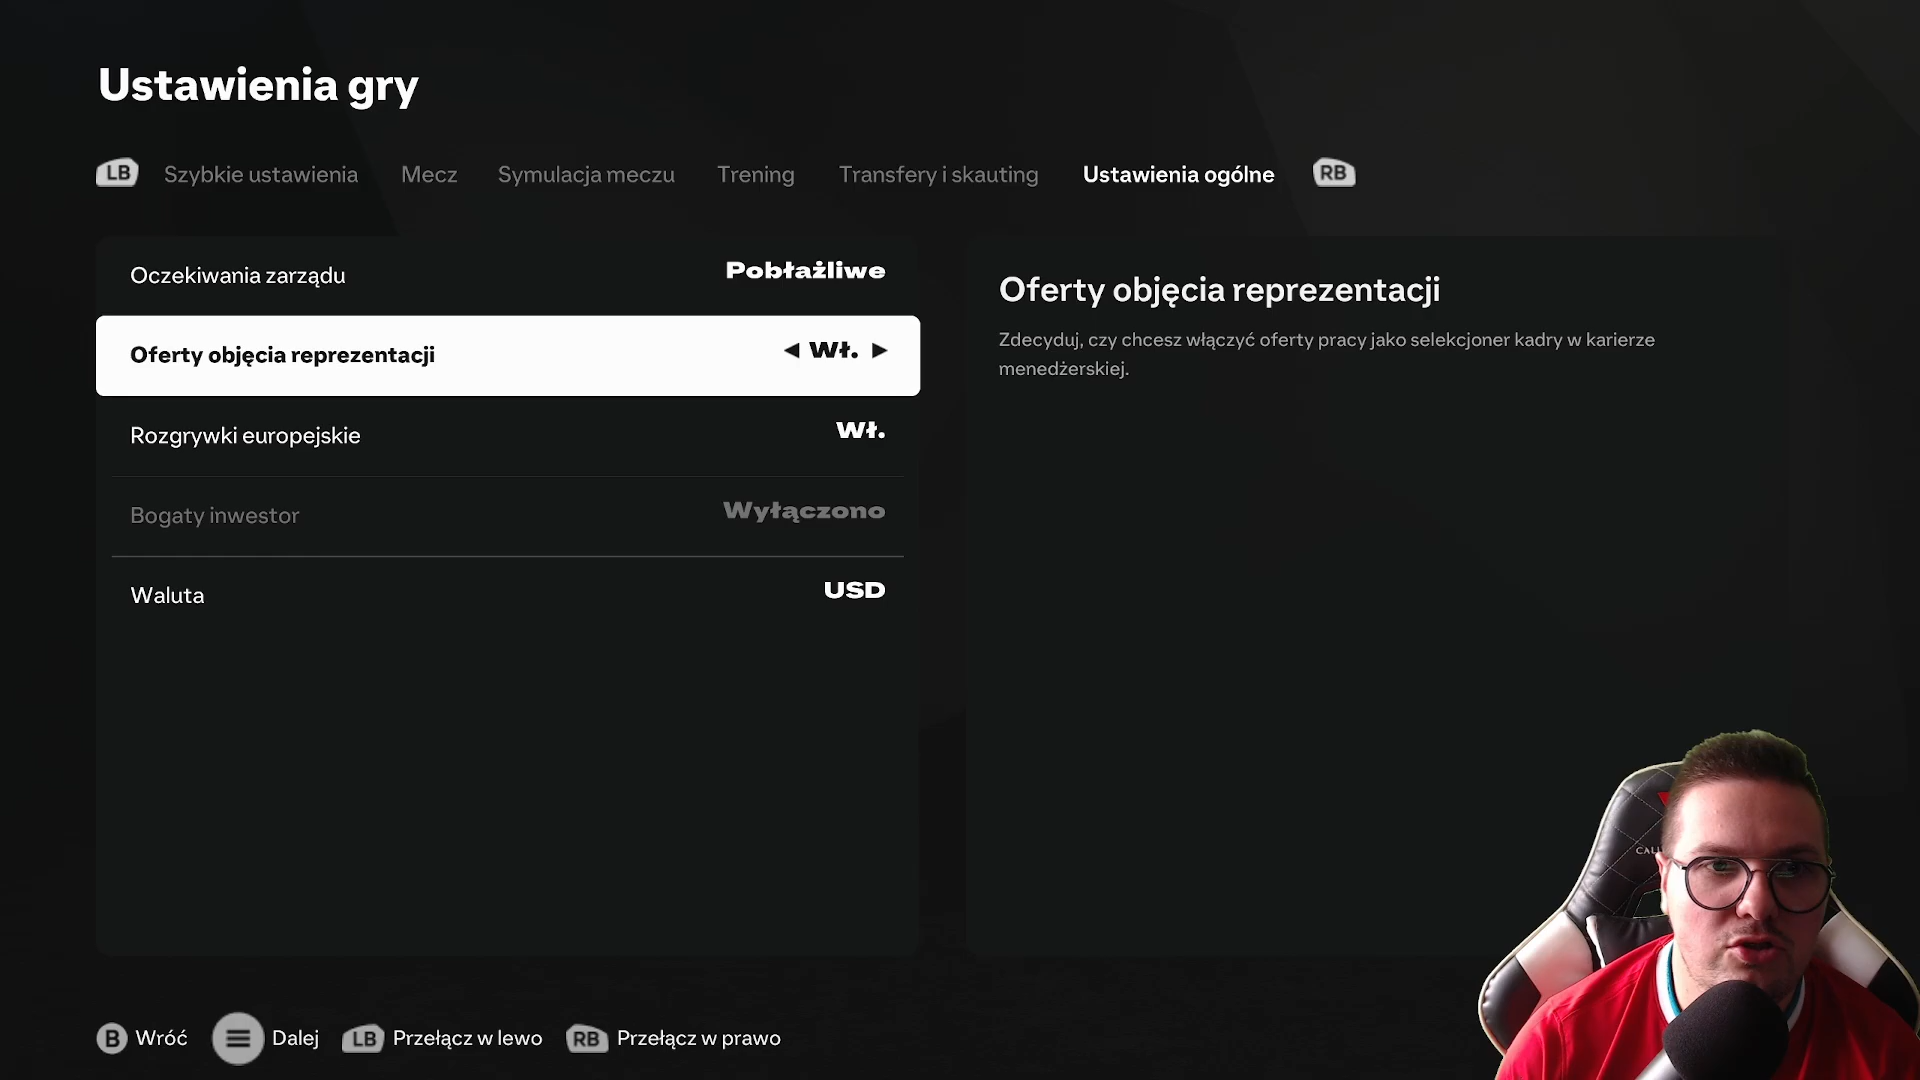 Ustawienia gry
LB Szybkie ustawienia Mecz Symulacja meczu Trening Transfery i skauting Ustawienia ogólne RB
Oczekiwania zarządu Pobłażliwe
Oferty objęcia reprezentacji ◀ Wł. ▶
Rozgrywki europejskie Wł.
Bogaty inwestor Wyłączono
Waluta USD
Oferty objęcia reprezentacji
Zdecyduj, czy chcesz włączyć oferty pracy jako selekcjoner kadry w karierze
menedżerskiej.
B Wróć Dalej LB Przełącz w lewo RB Przełącz w prawo